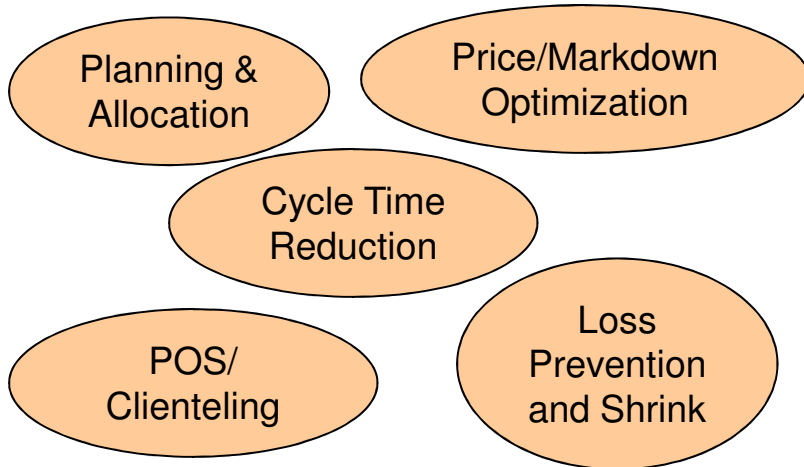 Planning &
Allocation
Price/Markdown
Optimization
Cycle Time
Reduction
POS/
Clienteling
Loss
Prevention
and Shrink